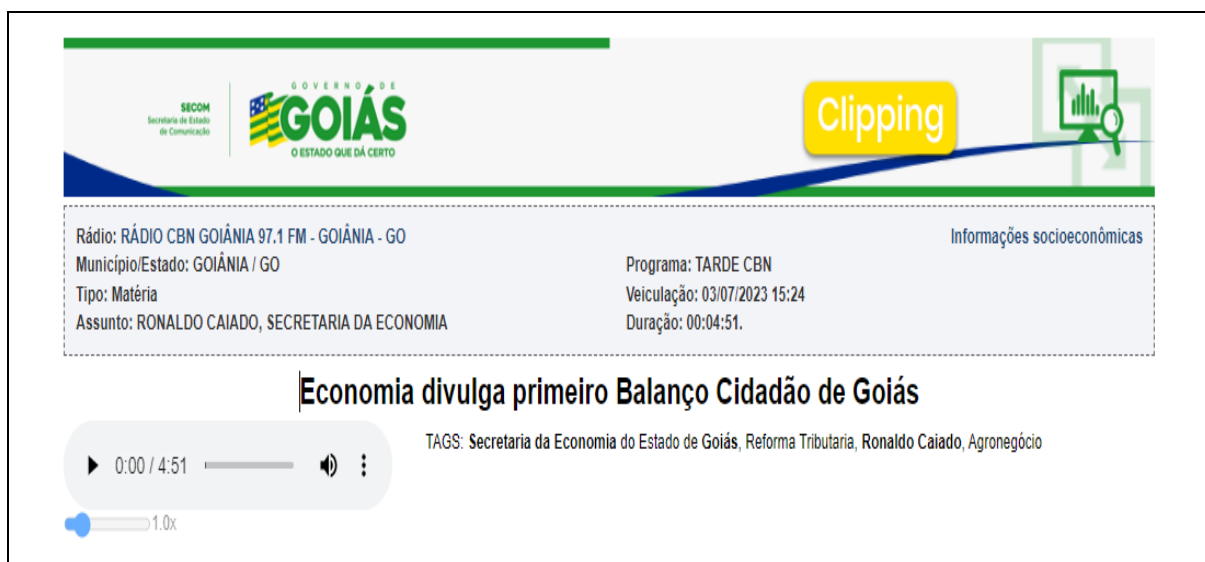 SECOM
Secretaria de Estado
de Comunicação
GOVERNO DE
GOIÁS
O ESTADO QUE DÁ CERTO
Clipping
Rádio: RÁDIO CBN GOIÂNIA 97.1 FM - GOIÂNIA - GO
Informações socioeconômicas
Município/Estado: GOIÂNIA / GO
Programa: TARDE CBN
Tipo: Matéria
Veiculação: 03/07/2023 15:24
Assunto: RONALDO CAIADO, SECRETARIA DA ECONOMIA
Duração: 00:04:51.
Economia divulga primeiro Balanço Cidadão de Goiás
TAGS: Secretaria da Economia do Estado de Goiás, Reforma Tributaria, Ronaldo Caiado, Agronegócio
0:00 / 4:51
1.0x